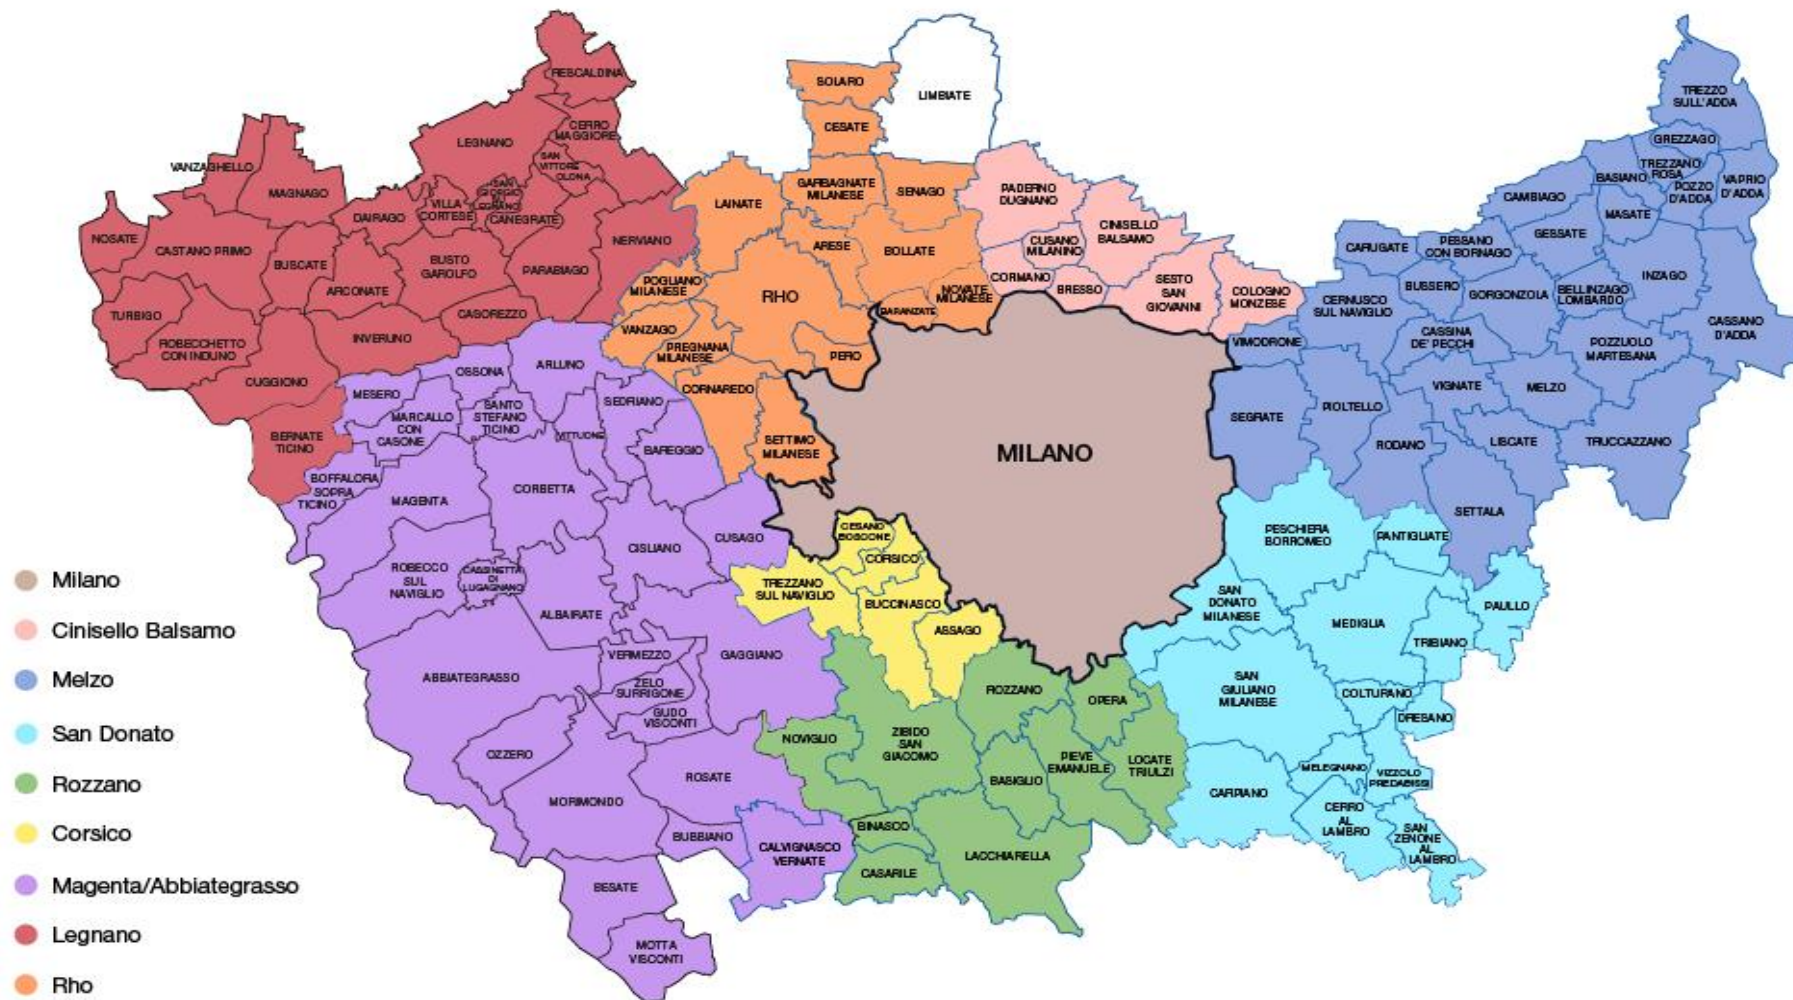 RESCALDINA
LEGNANO
CERRO
MAGGIORE
SAN
VITTORE
OLONA
VANZAGHELLO
MAGNAGO
DAIRAGO
VILLA
CORTESE
SAN
GIORGIO
LEGNANO
CANEGRATE
NERVIANO
NOSATE
CASTANO PRIMO
BUSCATE
ARCONATE
BUSTO
GAROLFO
PARABIAGO
TURBIGO
ROBECCHETTO
CON INDUNO
INVERUNO
CASOREZZO
CUGGIONO
BERNATE
TICINO
SOLARO
CESATE
LIMBIATE
LAINATE
GARBAGNATE
MILANESE
SENAGO
ARESE
BOLLATE
POGLIANO
MILANESE
RHO
NOVATE
MILANESE
BARANZATE
VANZAGO
PREGNANA
MILANESE
PERO
CORNAREDO
SETTIMO
MILANESE
PADERNO
DUGNANO
CINISELLO
BALSAMO
CUSANO
MILANINO
CORMANO
BRESSO
SESTO
SAN
GIOVANNI
COLOGNO
MONZESE
TREZZO
SULL'ADDA
GREZZAGO
TREZZANO
ROSA
BASIANO
POZZO
D'ADDA
VAPRIO
D'ADDA
CAMBIAGO
MASATE
GESSATE
CARUGATE
PESSANO
CON BORNAGO
INZAGO
BUSSERO
GORGONZOLA
BELLINZAGO
LOMBARDO
CERNUSCO
SUL NAVIGLIO
CASSINA
DE' PECCHI
CASSANO
D'ADDA
VIMODRONE
POZZUOLO
MARTESANA
VIGNATE
MELZO
SEGRATE
PIOLTELLO
RODANO
LISCATE
TRUCCAZZANO
SETTALA
MILANO
MESERO
OSSONA
ARLUNO
MARCALLO
CON
CASONE
SANTO
STEFANO
TICINO
VITTUONE
SEDRIANO
BAREGGIO
BOFFALORA
SOPRA
TICINO
MAGENTA
CORBETTA
CUSAGO
CISLIANO
ROBECCO
SUL
NAVIGLIO
CASSINETTA
DI
LUGAGNANO
ALBAIRATE
ABBIATEGRASSO
VERMEZZO
GAGGIANO
ZELO
SURRIGONE
GUDO
VISCONTI
OZZERO
MORIMONDO
ROSATE
BUBBIANO
CALVIGNASCO
VERNATE
BESATE
MOTTA
VISCONTI
CESANO
BOSCONE
CORSICO
TREZZANO
SUL NAVIGLIO
BUCCINASCO
ASSAGO
ROZZANO
OPERA
NOVIGLIO
ZIBIDO
SAN
GIACOMO
BASIGLIO
PIEVE
EMANUELE
LOCATE
TRIULZI
BINASCO
CASARILE
LACCHIARELLA
PESCHIERA
BORROMEO
PANTIGLIATE
SAN
DONATO
MILANESE
MEDIGLIA
PAULLO
TRIBIANO
SAN
GIULIANO
MILANESE
COLTURANO
DRESANO
MELEGNANO
VIZZOLO
PREDABISSI
CARPIANO
CERRO
AL
LAMBRO
SAN
ZENONE
AL
LAMBRO
Milano
Cinisello Balsamo
Melzo
San Donato
Rozzano
Corsico
Magenta/Abbiategrasso
Legnano
Rho